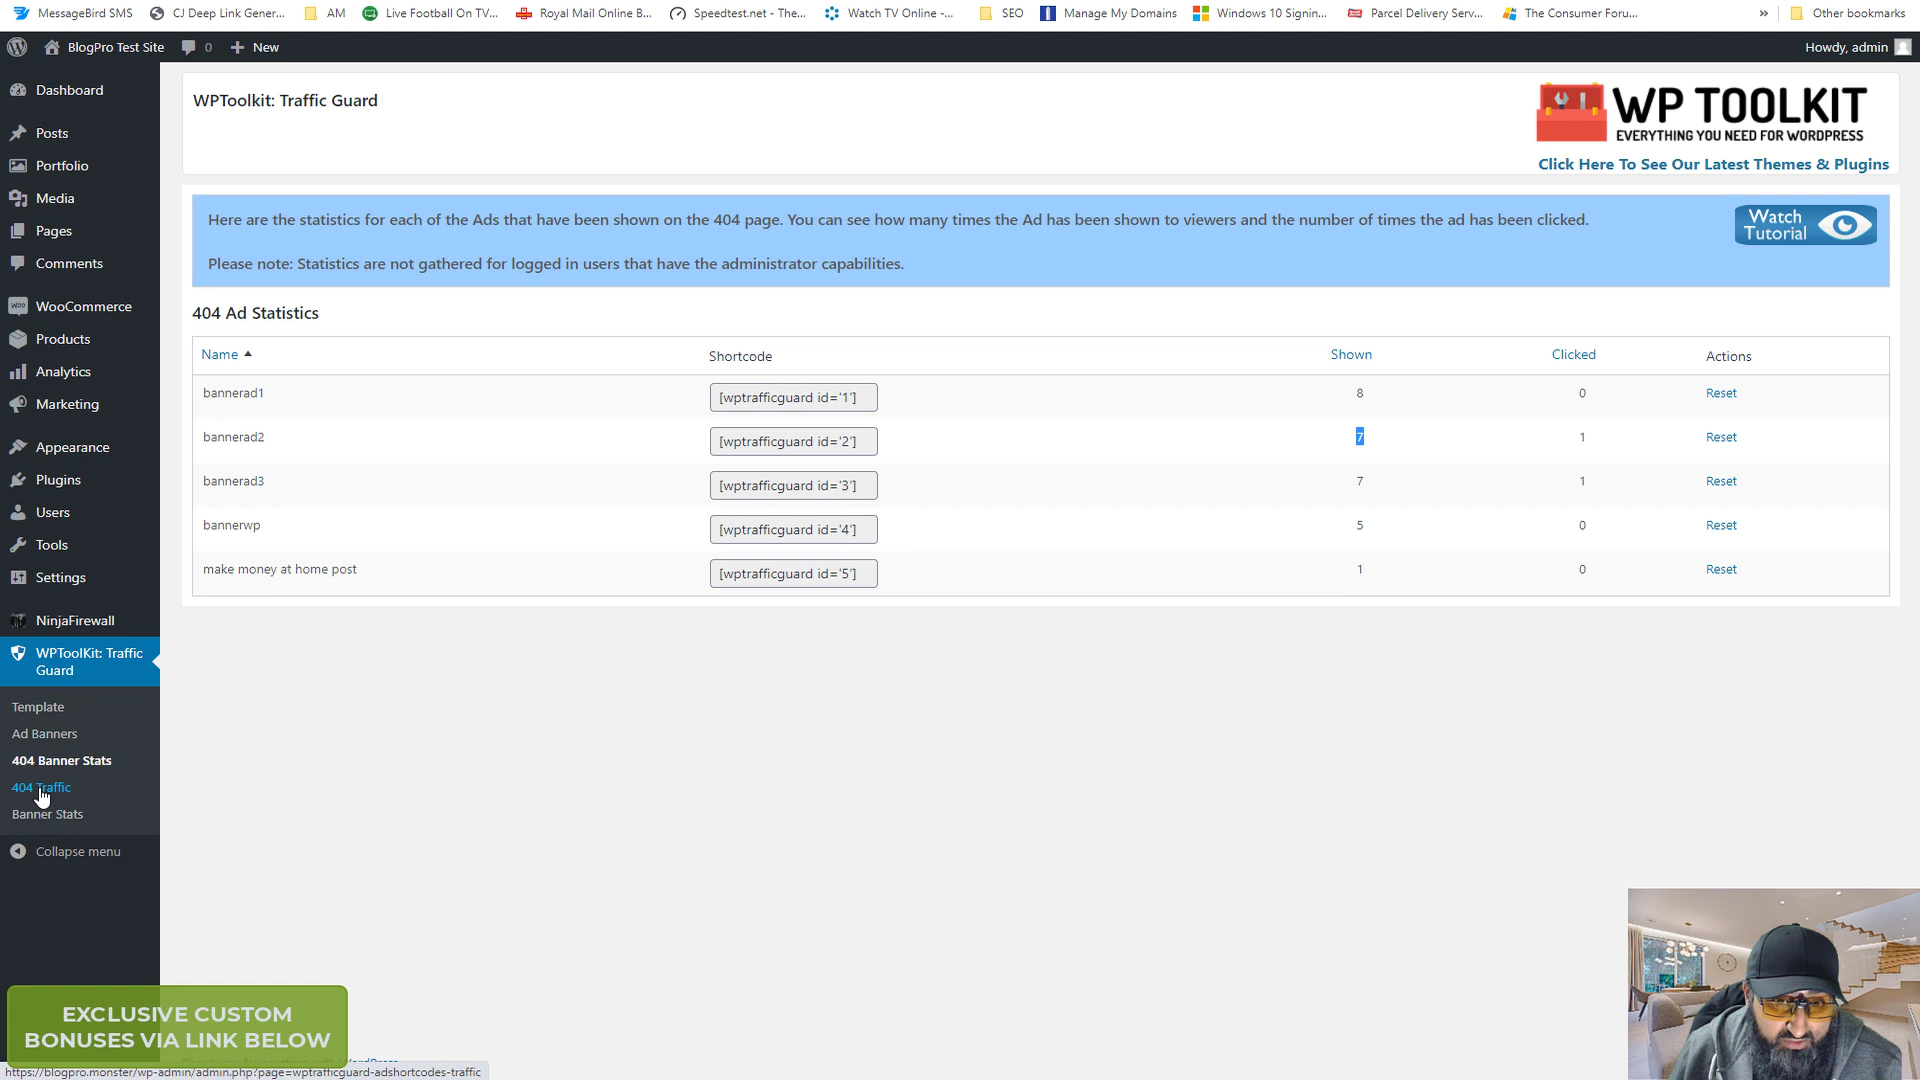 MessageBird SMS
CJ Deep Link Gener...
AM
Live Football On TV...
Royal Mail Online B...
Speedtest.net - The...
Watch TV Online -...
SEO
Manage My Domains
Windows 10 Signin...
Parcel Delivery Serv...
The Consumer Foru...
»
Other bookmarks
BlogPro Test Site
0
New
Howdy, admin
Dashboard
Posts
Portfolio
Media
Pages
Comments
WooCommerce
Products
Analytics
Marketing
Appearance
Plugins
Users
Tools
Settings
NinjaFirewall
WPToolKit: Traffic
Guard
Template
Ad Banners
404 Banner Stats
404 Traffic
Banner Stats
Collapse menu
WPToolkit: Traffic Guard
WP TOOLKIT
EVERYTHING YOU NEED FOR WORDPRESS
Click Here To See Our Latest Themes & Plugins
Here are the statistics for each of the Ads that have been shown on the 404 page. You can see how many times the Ad has been shown to viewers and the number of times the ad has been clicked.
Please note: Statistics are not gathered for logged in users that have the administrator capabilities.
Watch
Tutorial
404 Ad Statistics
Name Shortcode Shown Clicked Actions
bannerad1 [wptrafficguard id='1'] 8 0 Reset
bannerad2 [wptrafficguard id='2'] 7 1 Reset
bannerad3 [wptrafficguard id='3'] 7 1 Reset
bannerwp [wptrafficguard id='4'] 5 0 Reset
make money at home post [wptrafficguard id='5'] 1 0 Reset
EXCLUSIVE CUSTOM
BONUSES VIA LINK BELOW
https://blogpro.monster/wp-admin/admin.php?page=wptrafficguard-adshortcodes-traffic